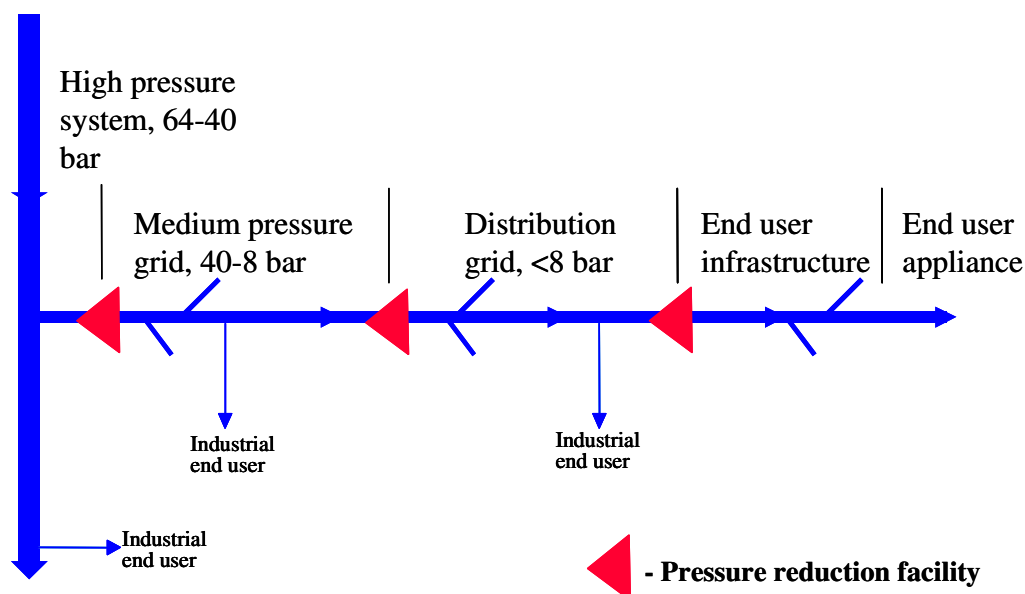 High pressure
system, 64-40
bar
Medium pressure
grid, 40-8 bar
Distribution
grid, <8 bar
End user
infrastructure
End user
appliance
Industrial
end user
Industrial
end user
Industrial
end user
- Pressure reduction facility